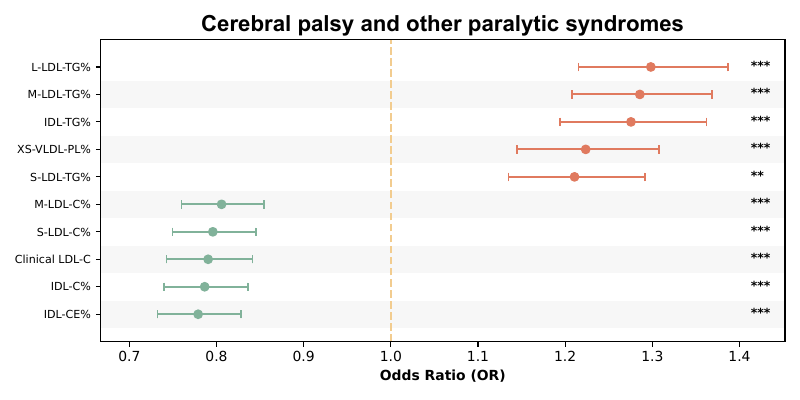 Cerebral palsy and other paralytic syndromes
L-LDL-TG% ***
M-LDL-TG% ***
IDL-TG% ***
XS-VLDL-PL% ***
S-LDL-TG% **
M-LDL-C% ***
S-LDL-C% ***
Clinical LDL-C ***
IDL-C% ***
IDL-CE% ***
0.7 0.8 0.9 1.0 1.1 1.2 1.3 1.4
Odds Ratio (OR)